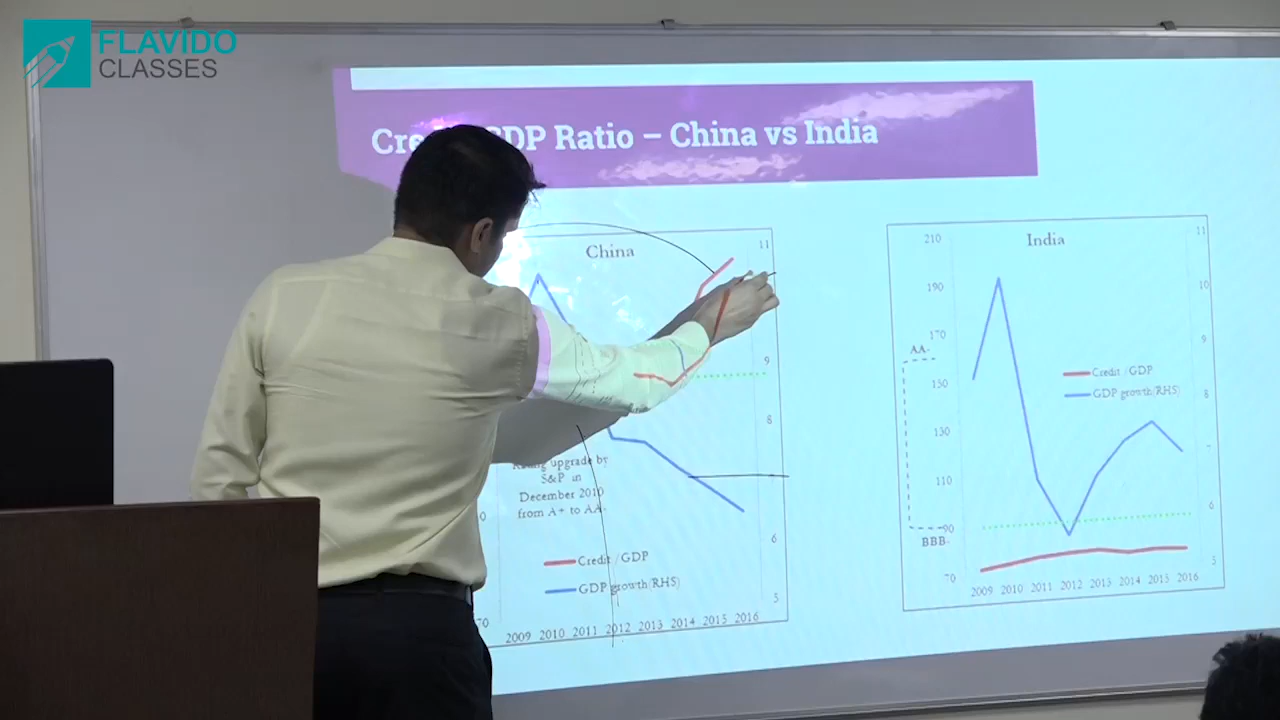 FLAVIDO
CLASSES
GDP Ratio – China vs India
China
11
9
8
6
5
Rating upgrade by
S&P in
December 2010
from A+ to AA-
Credit /GDP
GDP growth(RHS)
70
2009 2010 2011 2012 2013 2014 2015 2016
India
210
190
170
150
130
110
90
70
AA-
BBB-
Credit /GDP
GDP growth(RHS)
11
10
9
8
7
6
5
2009 2010 2011 2012 2013 2014 2015 2016